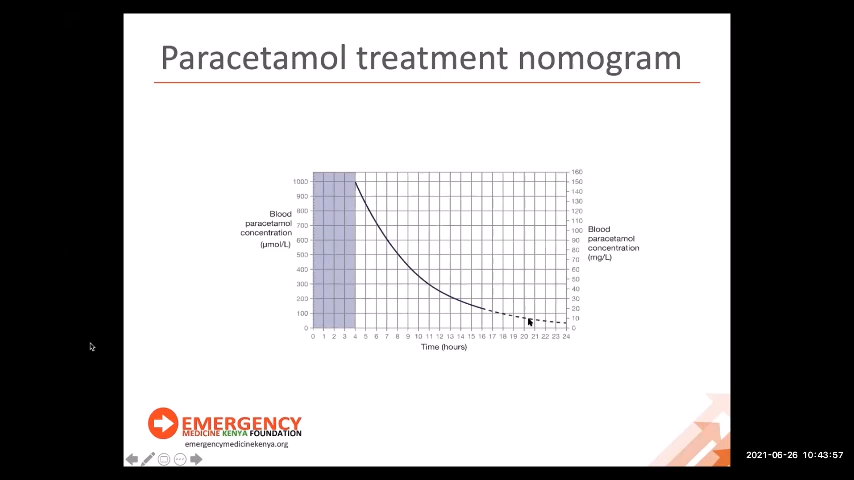 Paracetamol treatment nomogram
Blood
paracetamol
concentration
(μmol/L)
1000
900
800
700
600
500
400
300
200
100
0
160
150
140
130
120
110
100
90
80
70
60
50
40
30
20
10
0
Blood
paracetamol
concentration
(mg/L)
0 1 2 3 4 5 6 7 8 9 10 11 12 13 14 15 16 17 18 19 20 21 22 23 24
Time (hours)
EMERGENCY
MEDICINE KENYA FOUNDATION
emergencymedicinekenya.org
2021-06-26 10:43:57